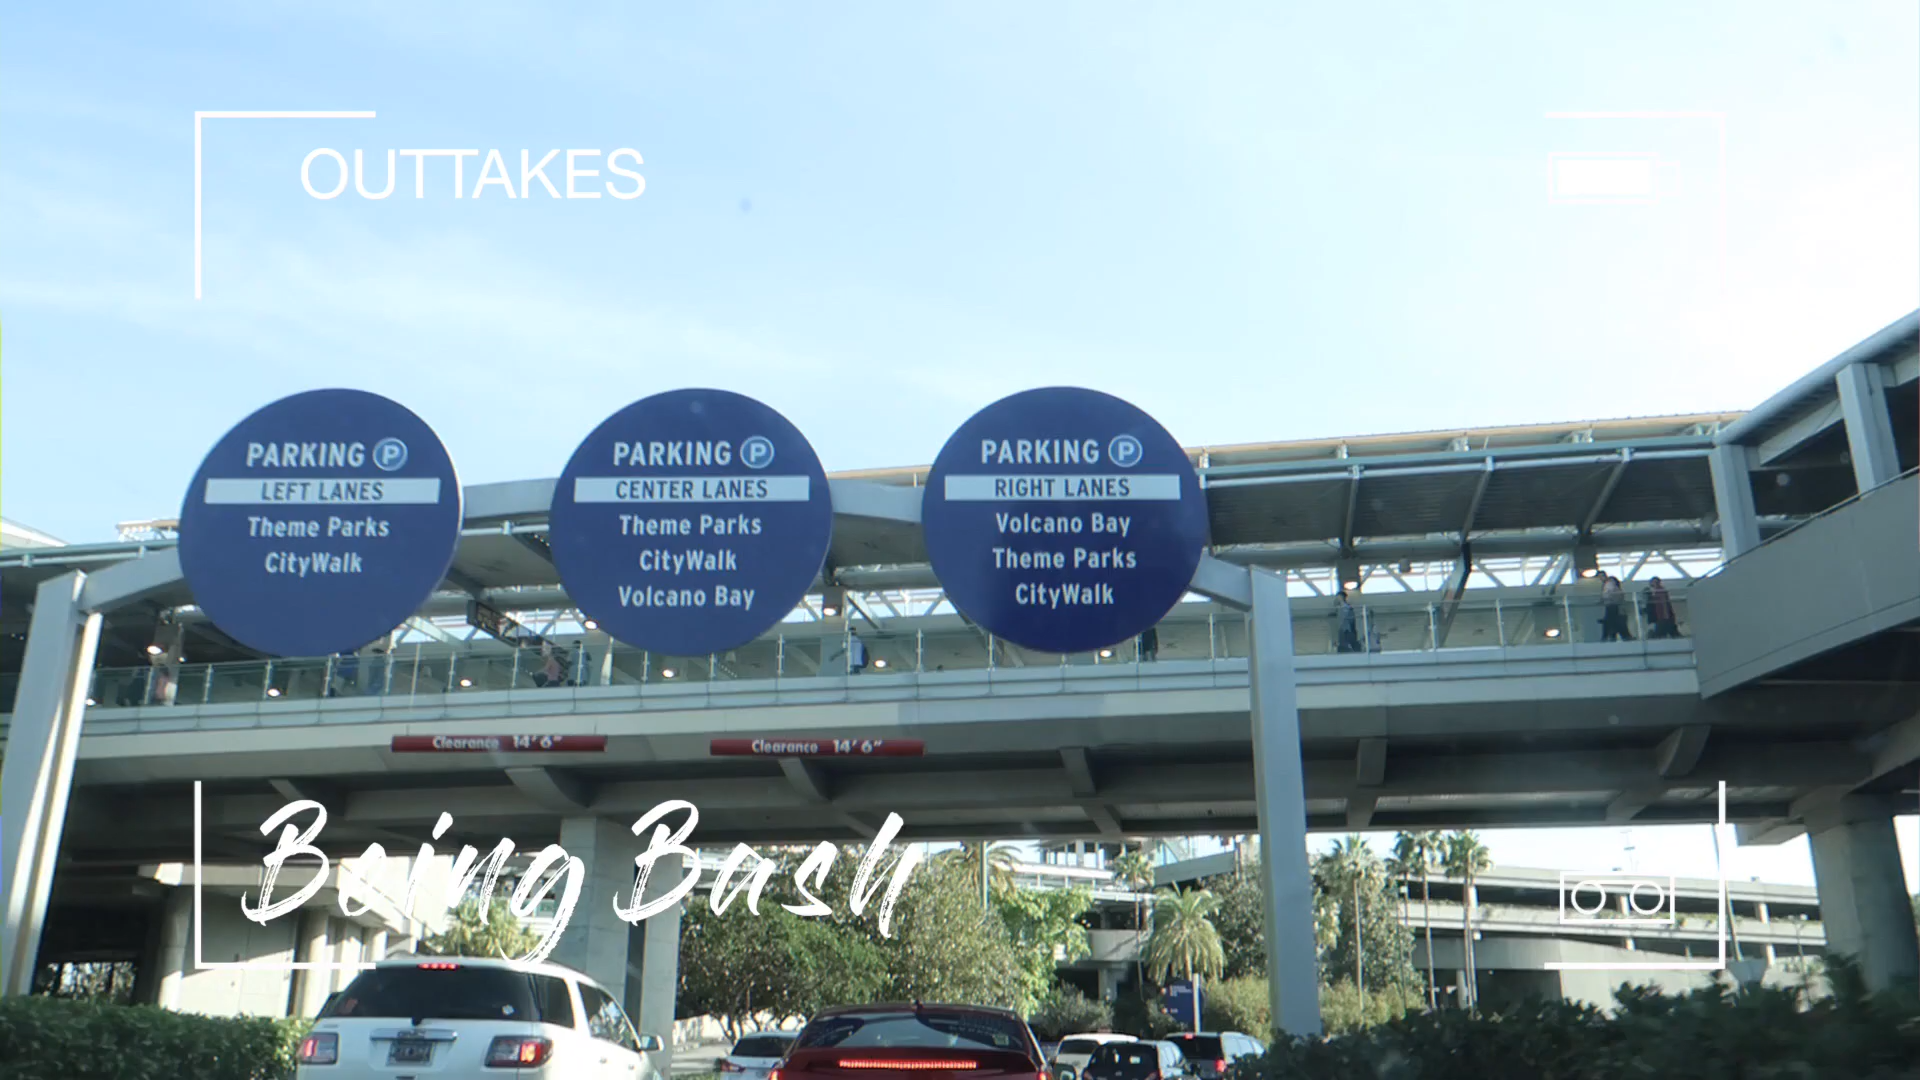 OUTTAKES
PARKING P
LEFT LANES
Theme Parks
CityWalk
PARKING P
CENTER LANES
Theme Parks
CityWalk
Volcano Bay
PARKING P
RIGHT LANES
Volcano Bay
Theme Parks
CityWalk
Clearance 14' 6"
Clearance 14' 6"
Being Bash